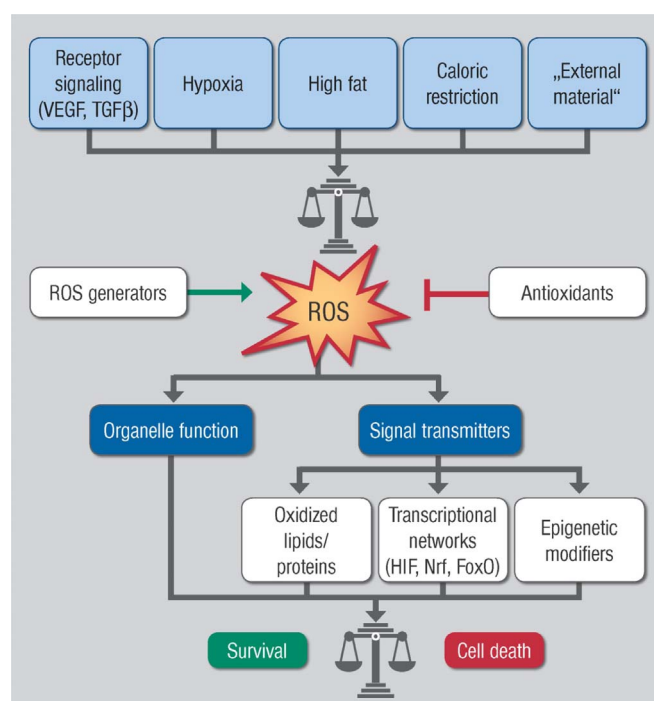 Receptor
signaling
(VEGF, TGFβ)
Hypoxia
High fat
Caloric
restriction
„External
material“
ROS generators
ROS
Antioxidants
Organelle function
Signal transmitters
Oxidized
lipids/
proteins
Transcriptional
networks
(HIF, Nrf, FoxO)
Epigenetic
modifiers
Survival
Cell death